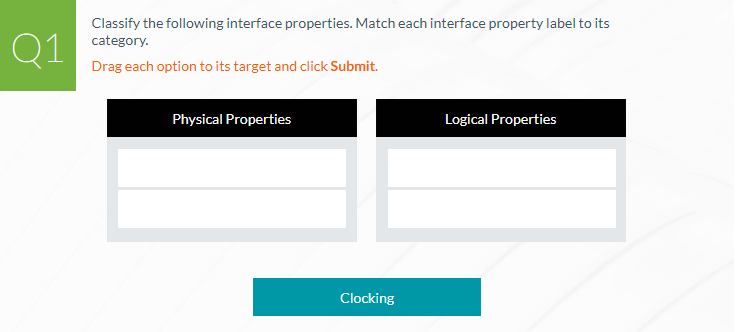 Q1
Classify the following interface properties. Match each interface property label to its
category.
Drag each option to its target and click Submit.
Physical Properties
Logical Properties
Clocking